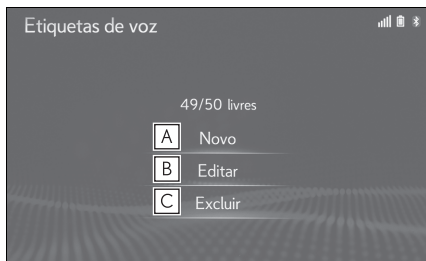 Etiquetas de voz
49/50 livres
A Novo
B Editar
C Excluir